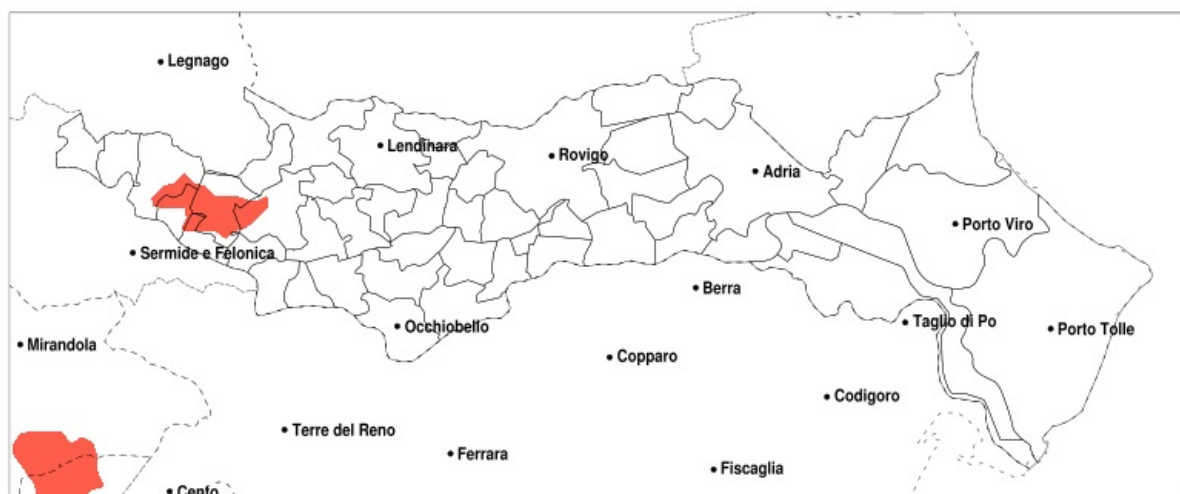 Legnago
Lendinara
Rovigo
Adria
Porto Viro
Sermide e Felonica
Berra
Taglio di Po
Porto Tolle
Occhiobello
Mirandola
Copparo
Codigoro
Terre del Reno
Ferrara
Fiscaglia
Cento